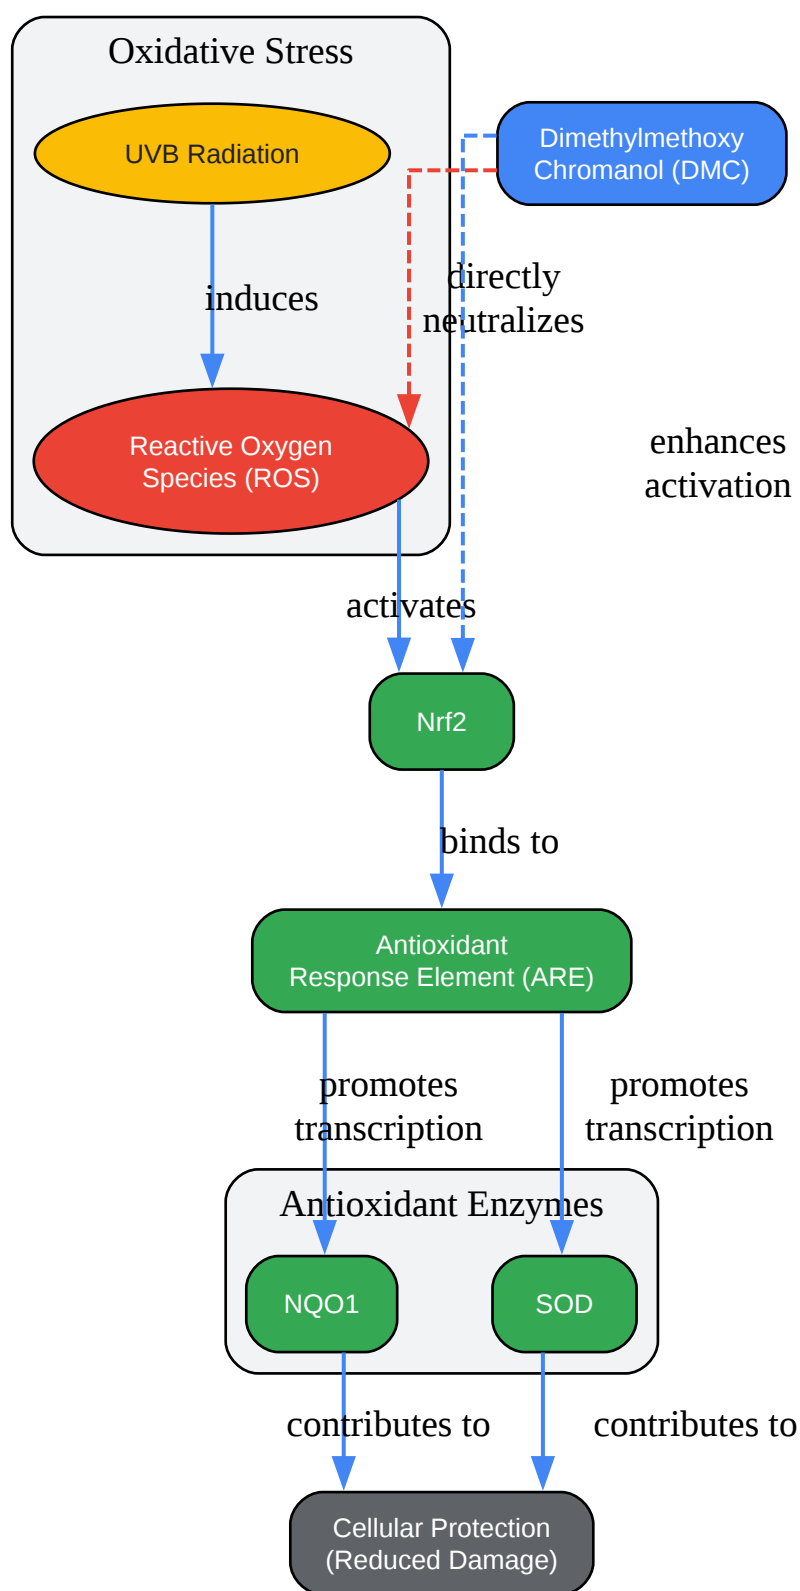 Oxidative Stress
UVB Radiation
Dimethylmethoxy
Chromanol (DMC)
induces
directly
neutralizes
Reactive Oxygen
Species (ROS)
enhances
activation
activates
Nrf2
binds to
Antioxidant
Response Element (ARE)
promotes
transcription
promotes
transcription
Antioxidant Enzymes
NQO1
SOD
contributes to
contributes to
Cellular Protection
(Reduced Damage)